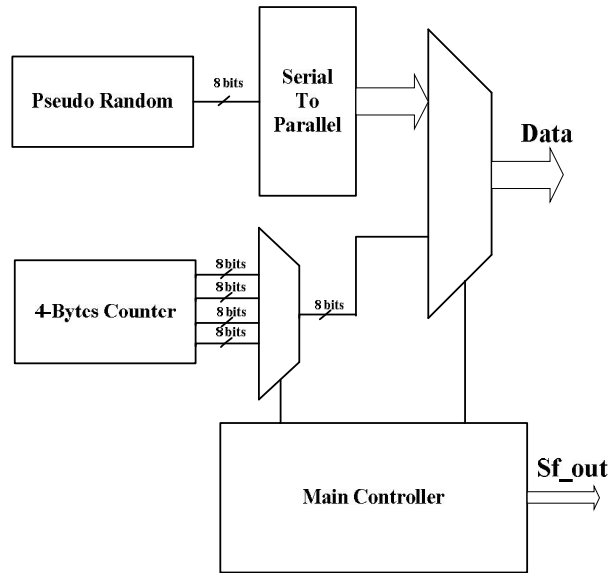 Pseudo Random
8 bits
Serial
To
Parallel
Data
4-Bytes Counter
8 bits
8 bits
8 bits
8 bits
8 bits
Main Controller
Sf_out